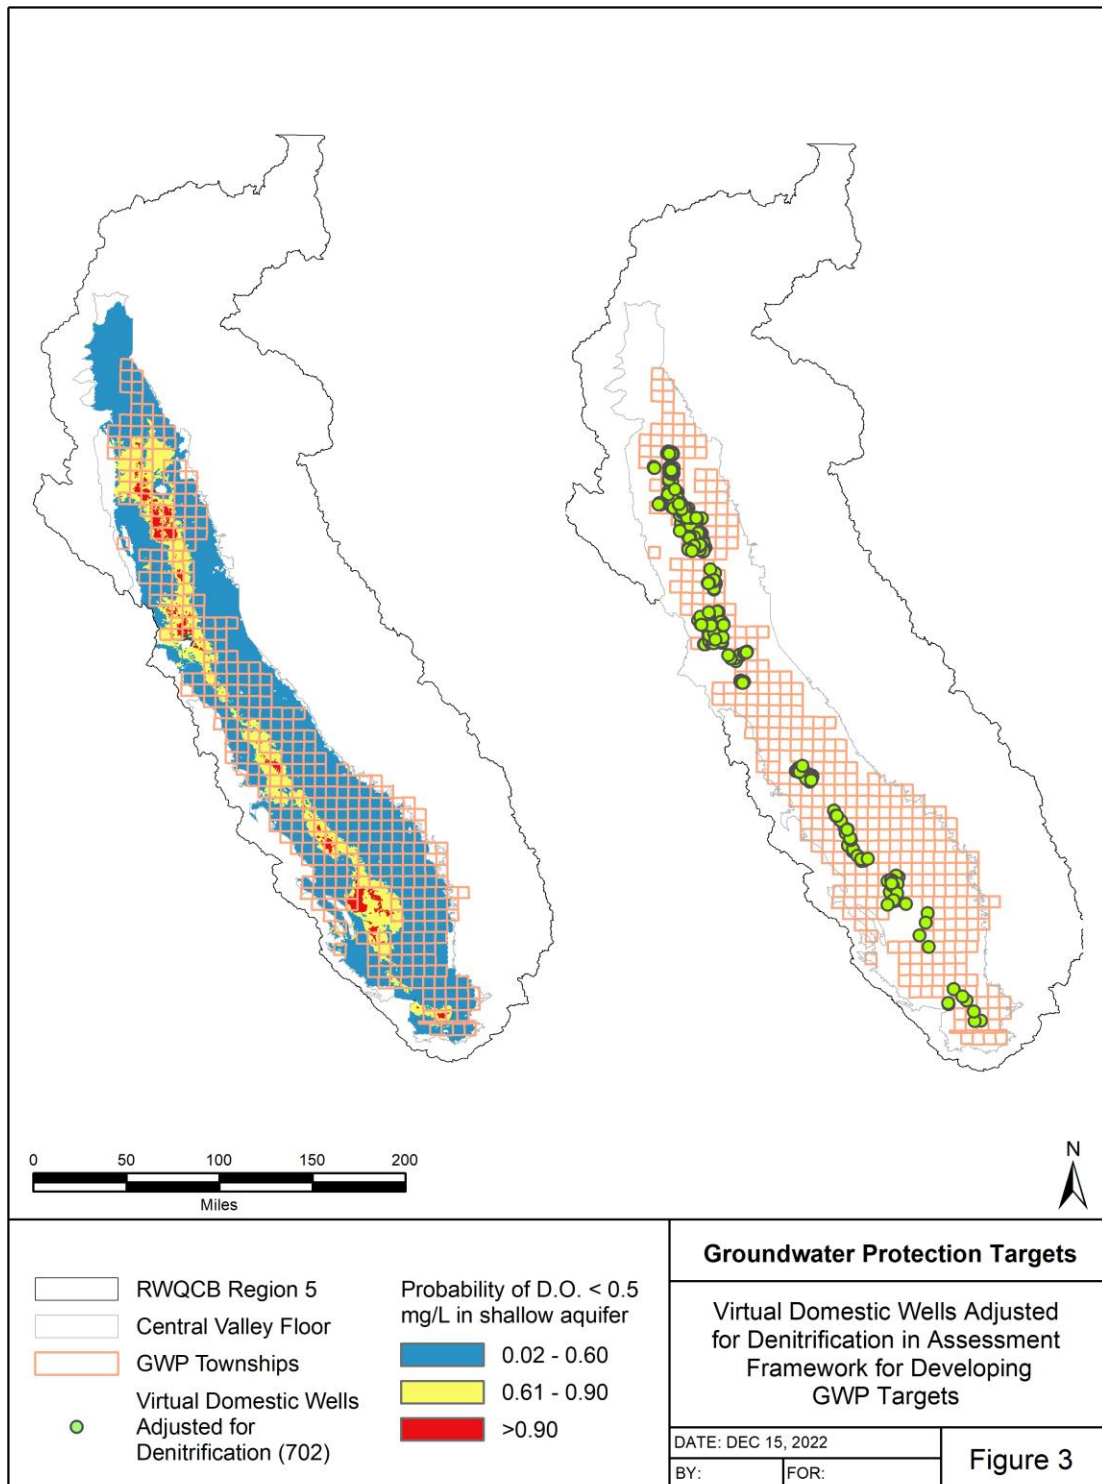 0 50 100 150 200
Miles
N
RWQCB Region 5
Central Valley Floor
GWP Townships
Virtual Domestic Wells
Adjusted for
Denitrification (702)
Probability of D.O. < 0.5
mg/L in shallow aquifer
0.02 - 0.60
0.61 - 0.90
>0.90
Groundwater Protection Targets
Virtual Domestic Wells Adjusted
for Denitrification in Assessment
Framework for Developing
GWP Targets
DATE: DEC 15, 2022
BY: FOR:
Figure 3